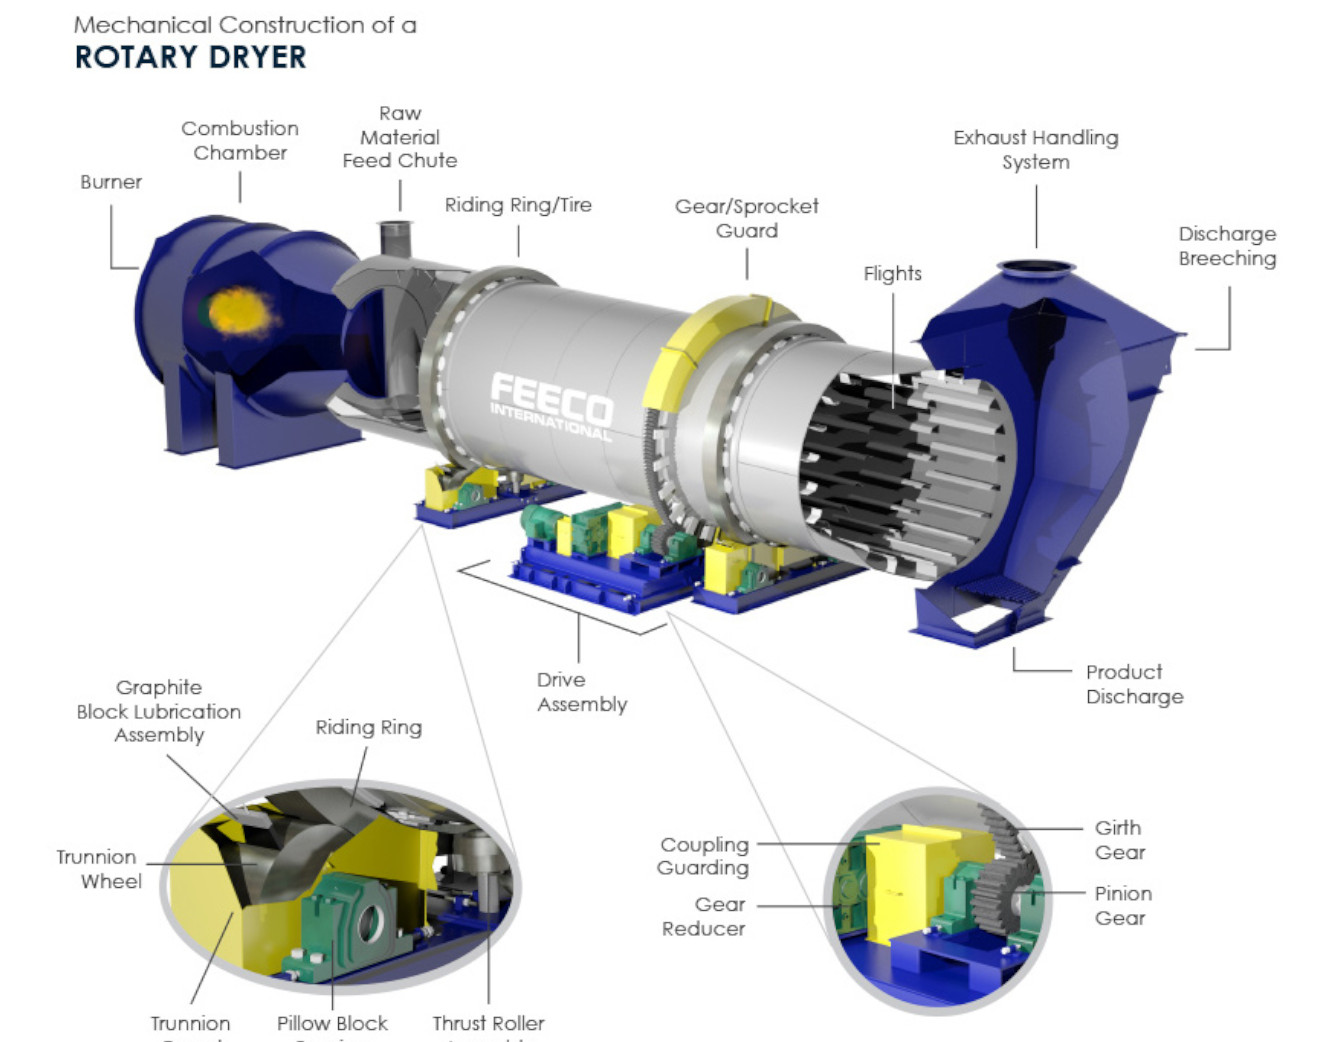 Mechanical Construction of a
ROTARY DRYER
Raw
Material
Feed Chute
Combustion
Chamber
Exhaust Handling
System
Burner
Riding Ring/Tire
Gear/Sprocket
Guard
Discharge
Breeching
Flights
FEECO
INTERNATIONAL
Drive
Assembly
Product
Discharge
Graphite
Block Lubrication
Assembly
Riding Ring
Trunnion
Wheel
Coupling
Guarding
Gear
Reducer
Girth
Gear
Pinion
Gear
Trunnion
Pillow Block
Thrust Roller